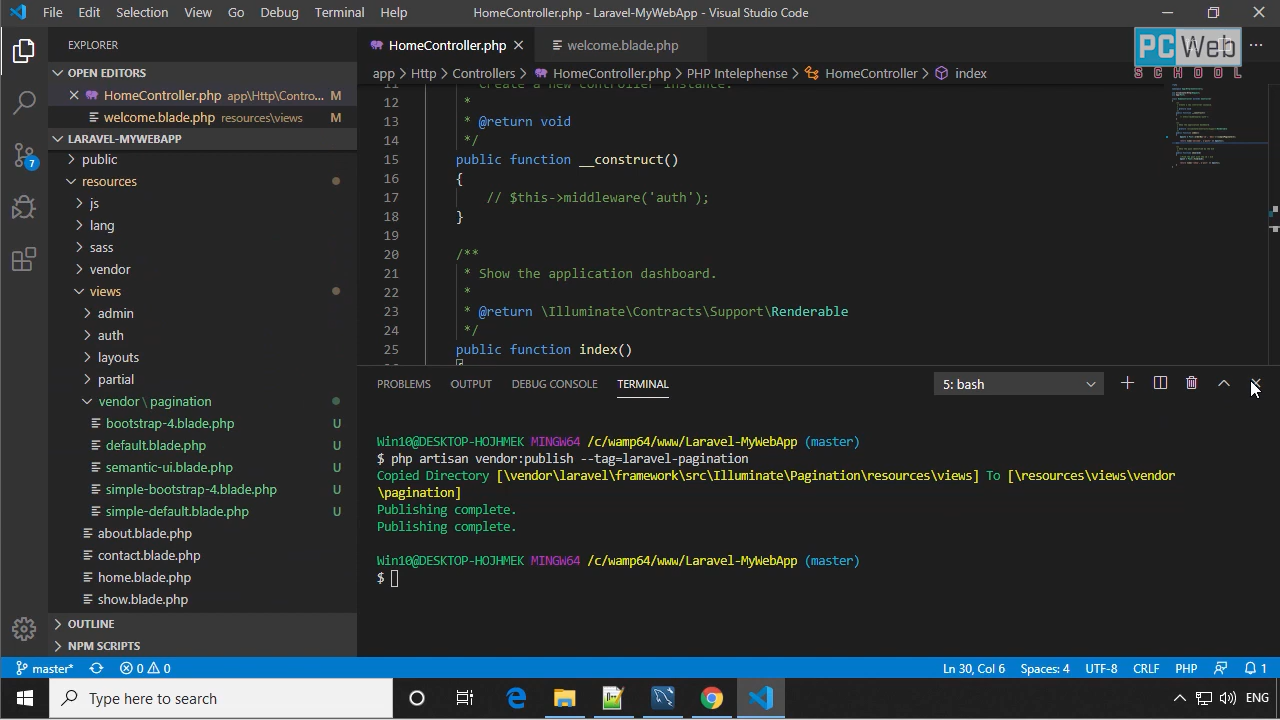 File Edit Selection View Go Debug Terminal Help HomeController.php - Laravel-MyWebApp - Visual Studio Code
EXPLORER
HomeController.php welcome.blade.php
PC Web
SCHOOL
OPEN EDITORS
HomeController.php app\Http\Contro... M
welcome.blade.php resources\views M
LARAVEL-MYWEBAPP
public
resources
js
lang
sass
vendor
views
admin
auth
layouts
partial
vendor \ pagination
bootstrap-4.blade.php U
default.blade.php U
semantic-ui.blade.php U
simple-bootstrap-4.blade.php U
simple-default.blade.php U
about.blade.php
contact.blade.php
home.blade.php
show.blade.php
OUTLINE
NPM SCRIPTS
app > Http > Controllers > HomeController.php > PHP Intelephense > HomeController > index
11 * Create a new controller instance.
12 *
13 * @return void
14 */
15 public function __construct()
16 {
17 // $this->middleware('auth');
18 }
19
20 /**
21 * Show the application dashboard.
22 *
23 * @return \Illuminate\Contracts\Support\Renderable
24 */
25 public function index()
PROBLEMS OUTPUT DEBUG CONSOLE TERMINAL 5: bash
Win10@DESKTOP-HOJHMEK MINGW64 /c/wamp64/www/Laravel-MyWebApp (master)
$ php artisan vendor:publish --tag=laravel-pagination
Copied Directory [\vendor\laravel\framework\src\Illuminate\Pagination\resources\views] To [\resources\views\vendor
\pagination]
Publishing complete.
Publishing complete.
Win10@DESKTOP-HOJHMEK MINGW64 /c/wamp64/www/Laravel-MyWebApp (master)
$
master* 0 0 Ln 30, Col 6 Spaces: 4 UTF-8 CRLF PHP 1
7
Type here to search ENG